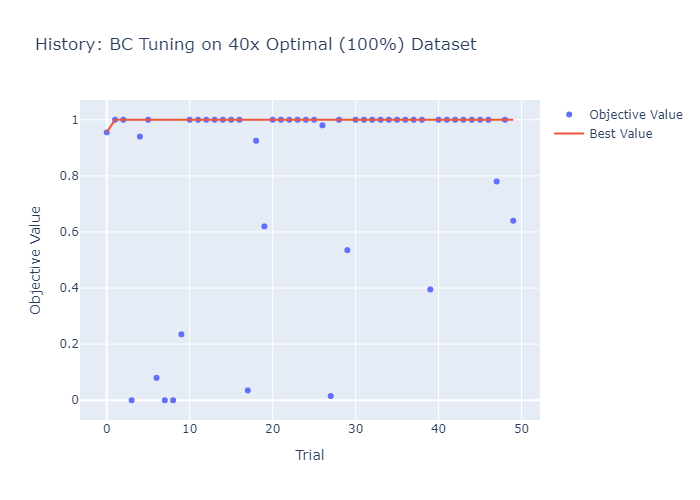 History: BC Tuning on 40x Optimal (100%) Dataset
Objective Value
Best Value
1
0.8
0.6
0.4
0.2
0
Objective Value
0
10
20
30
40
50
Trial